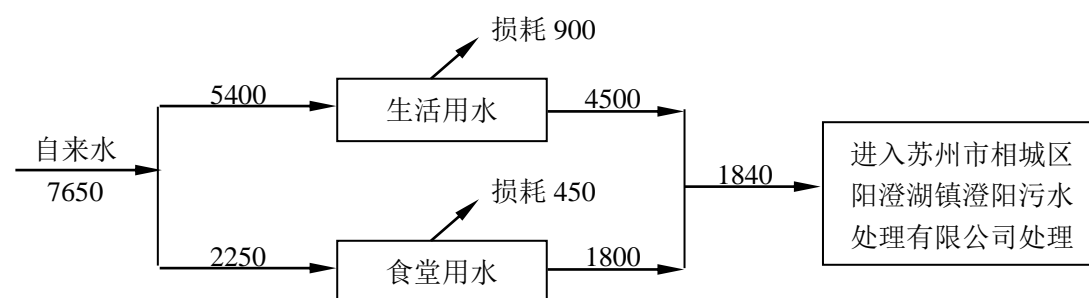 损耗 900
5400
生活用水
4500
自来水
7650
进入苏州市相城区
阳澄湖镇澄阳污水
处理有限公司处理
1840
损耗 450
2250
食堂用水
1800